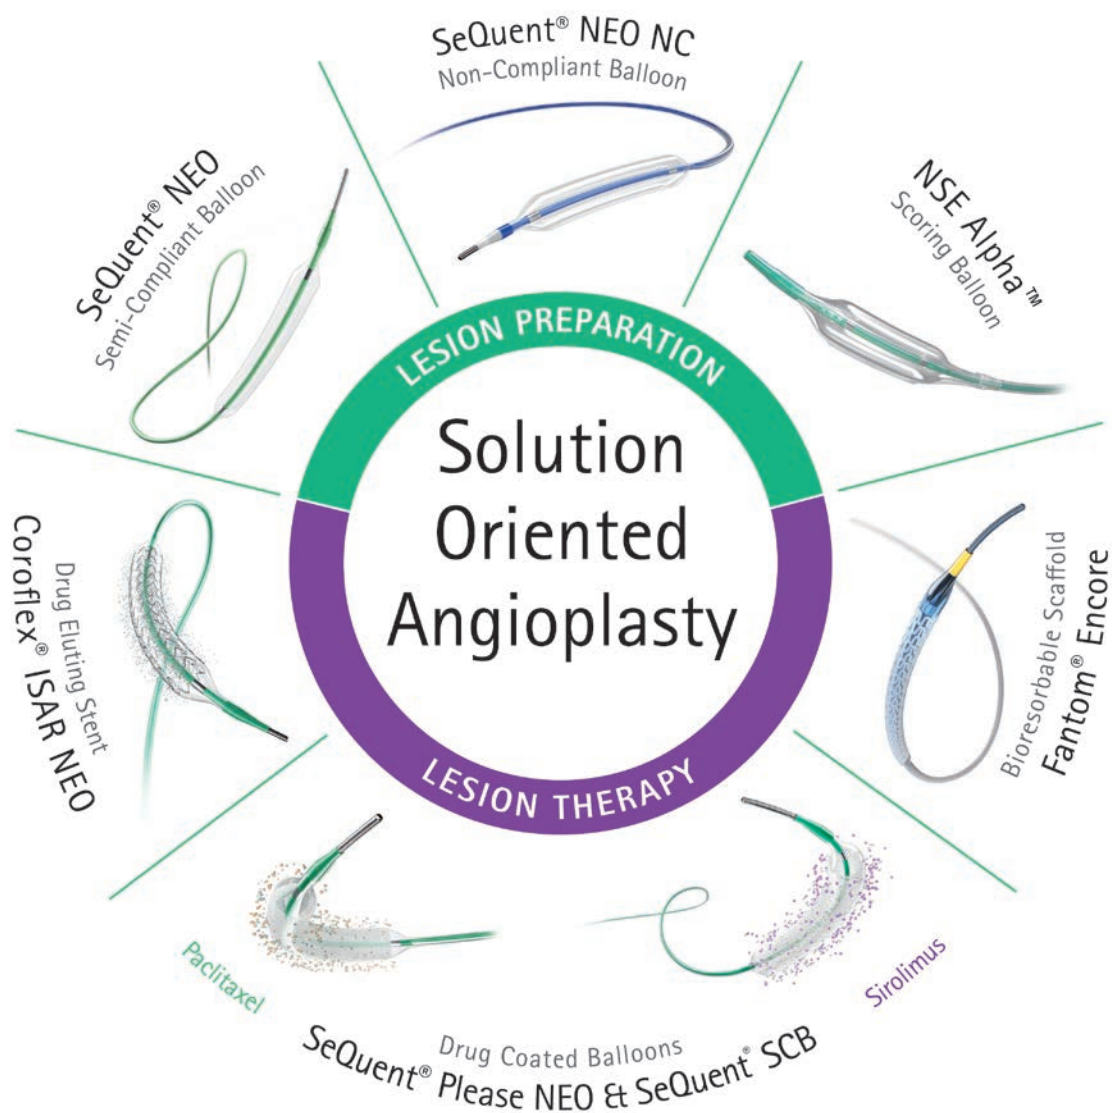 SeQuent® NEO NC
Non-Compliant Balloon
SeQuent® NEO
Semi-Compliant Balloon
NSE Alpha™
Scoring Balloon
LESION PREPARATION
Solution
Oriented
Angioplasty
LESION THERAPY
Drug Eluting Stent
Coroflex® ISAR NEO
Bioresorbable Scaffold
Fantom® Encore
Paclitaxel
Sirolimus
Drug Coated Balloons
SeQuent® Please NEO & SeQuent® SCB